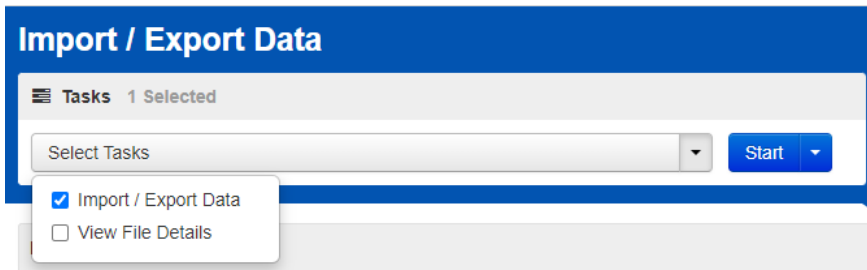 Import / Export Data
Tasks 1 Selected
Select Tasks Start
Import / Export Data
View File Details